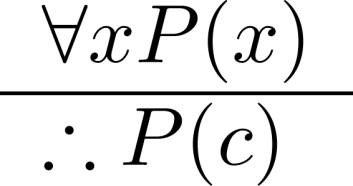 ∀xP(x)
∴ P(c)